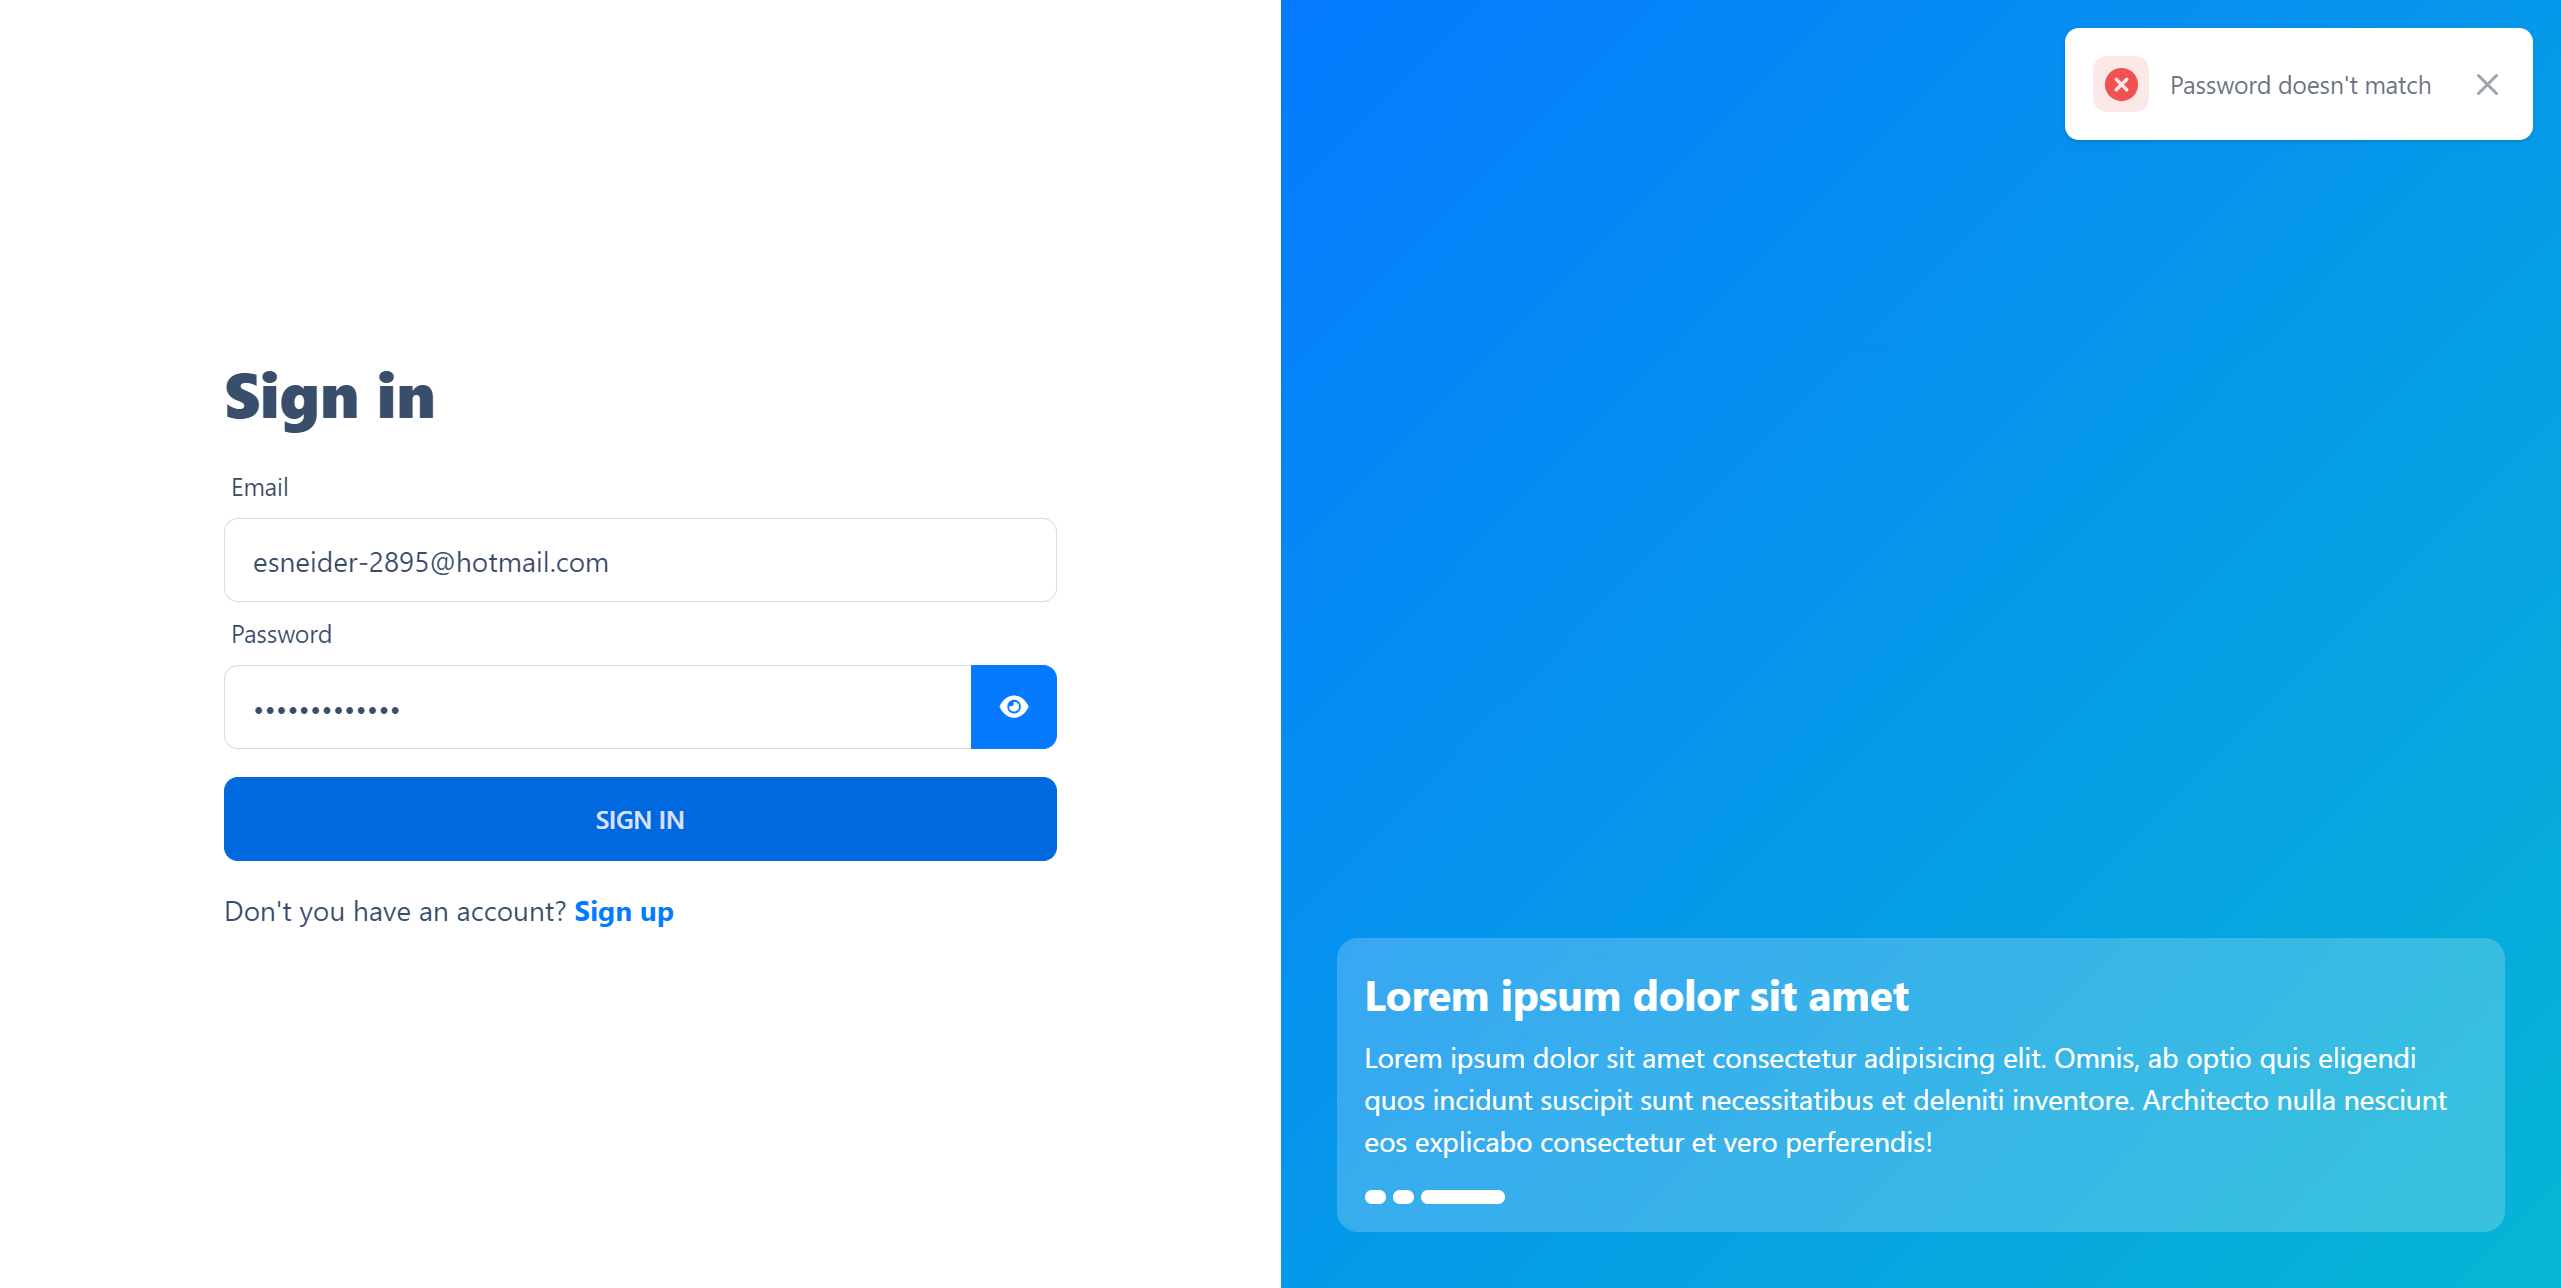 Password doesn't match
Sign in
Email
esneider-2895@hotmail.com
Password
•••••••••••••
SIGN IN
Don't you have an account? Sign up
Lorem ipsum dolor sit amet
Lorem ipsum dolor sit amet consectetur adipisicing elit. Omnis, ab optio quis eligendi
quos incidunt suscipit sunt necessitatibus et deleniti inventore. Architecto nulla nesciunt
eos explicabo consectetur et vero perferendis!